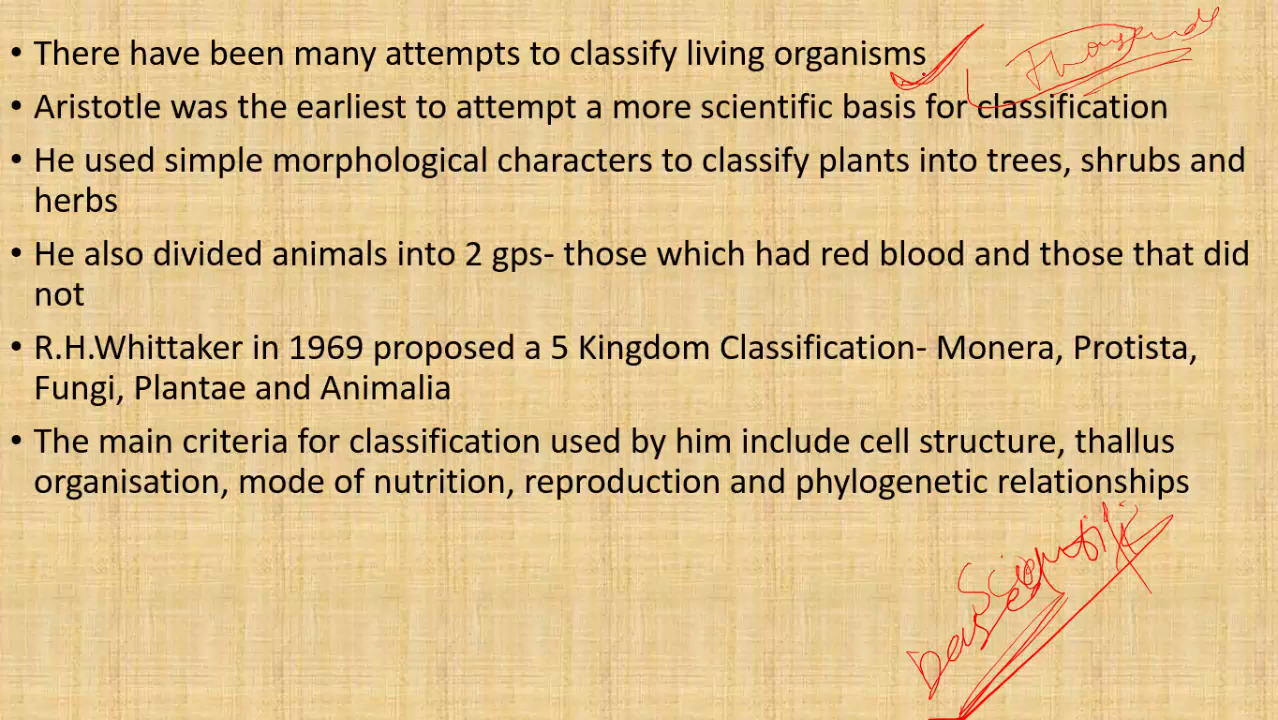 • There have been many attempts to classify living organisms
Thousands
• Aristotle was the earliest to attempt a more scientific basis for classification
• He used simple morphological characters to classify plants into trees, shrubs and
herbs
• He also divided animals into 2 gps- those which had red blood and those that did
not
• R.H.Whittaker in 1969 proposed a 5 Kingdom Classification- Monera, Protista,
Fungi, Plantae and Animalia
• The main criteria for classification used by him include cell structure, thallus
organisation, mode of nutrition, reproduction and phylogenetic relationships
Scientific
Based